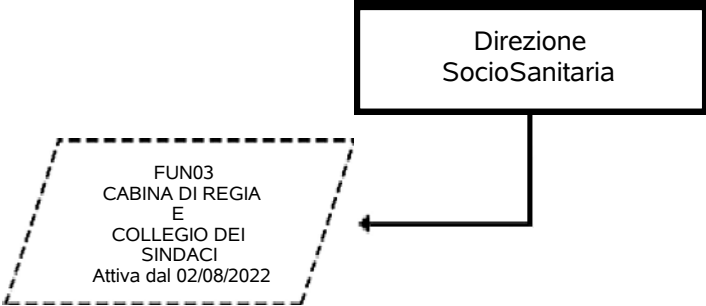 Direzione
SocioSanitaria
FUN03
CABINA DI REGIA
E
COLLEGIO DEI
SINDACI
Attiva dal 02/08/2022